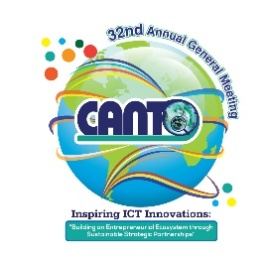 32nd Annual General Meeting
CANTO
Inspiring ICT Innovations:
"Building an Entrepreneurial Ecosystem through
Sustainable Strategic Partnerships"